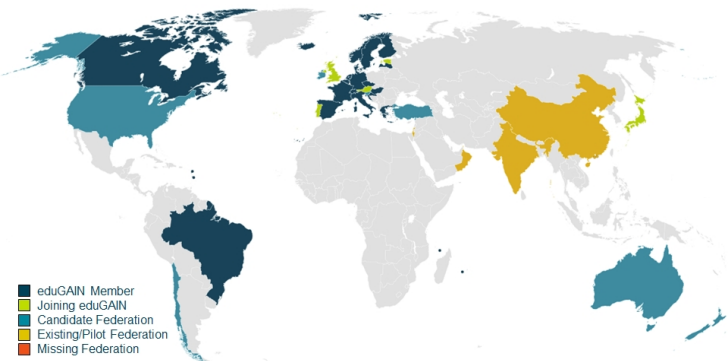 eduGAIN Member
Joining eduGAIN
Candidate Federation
Existing/Pilot Federation
Missing Federation